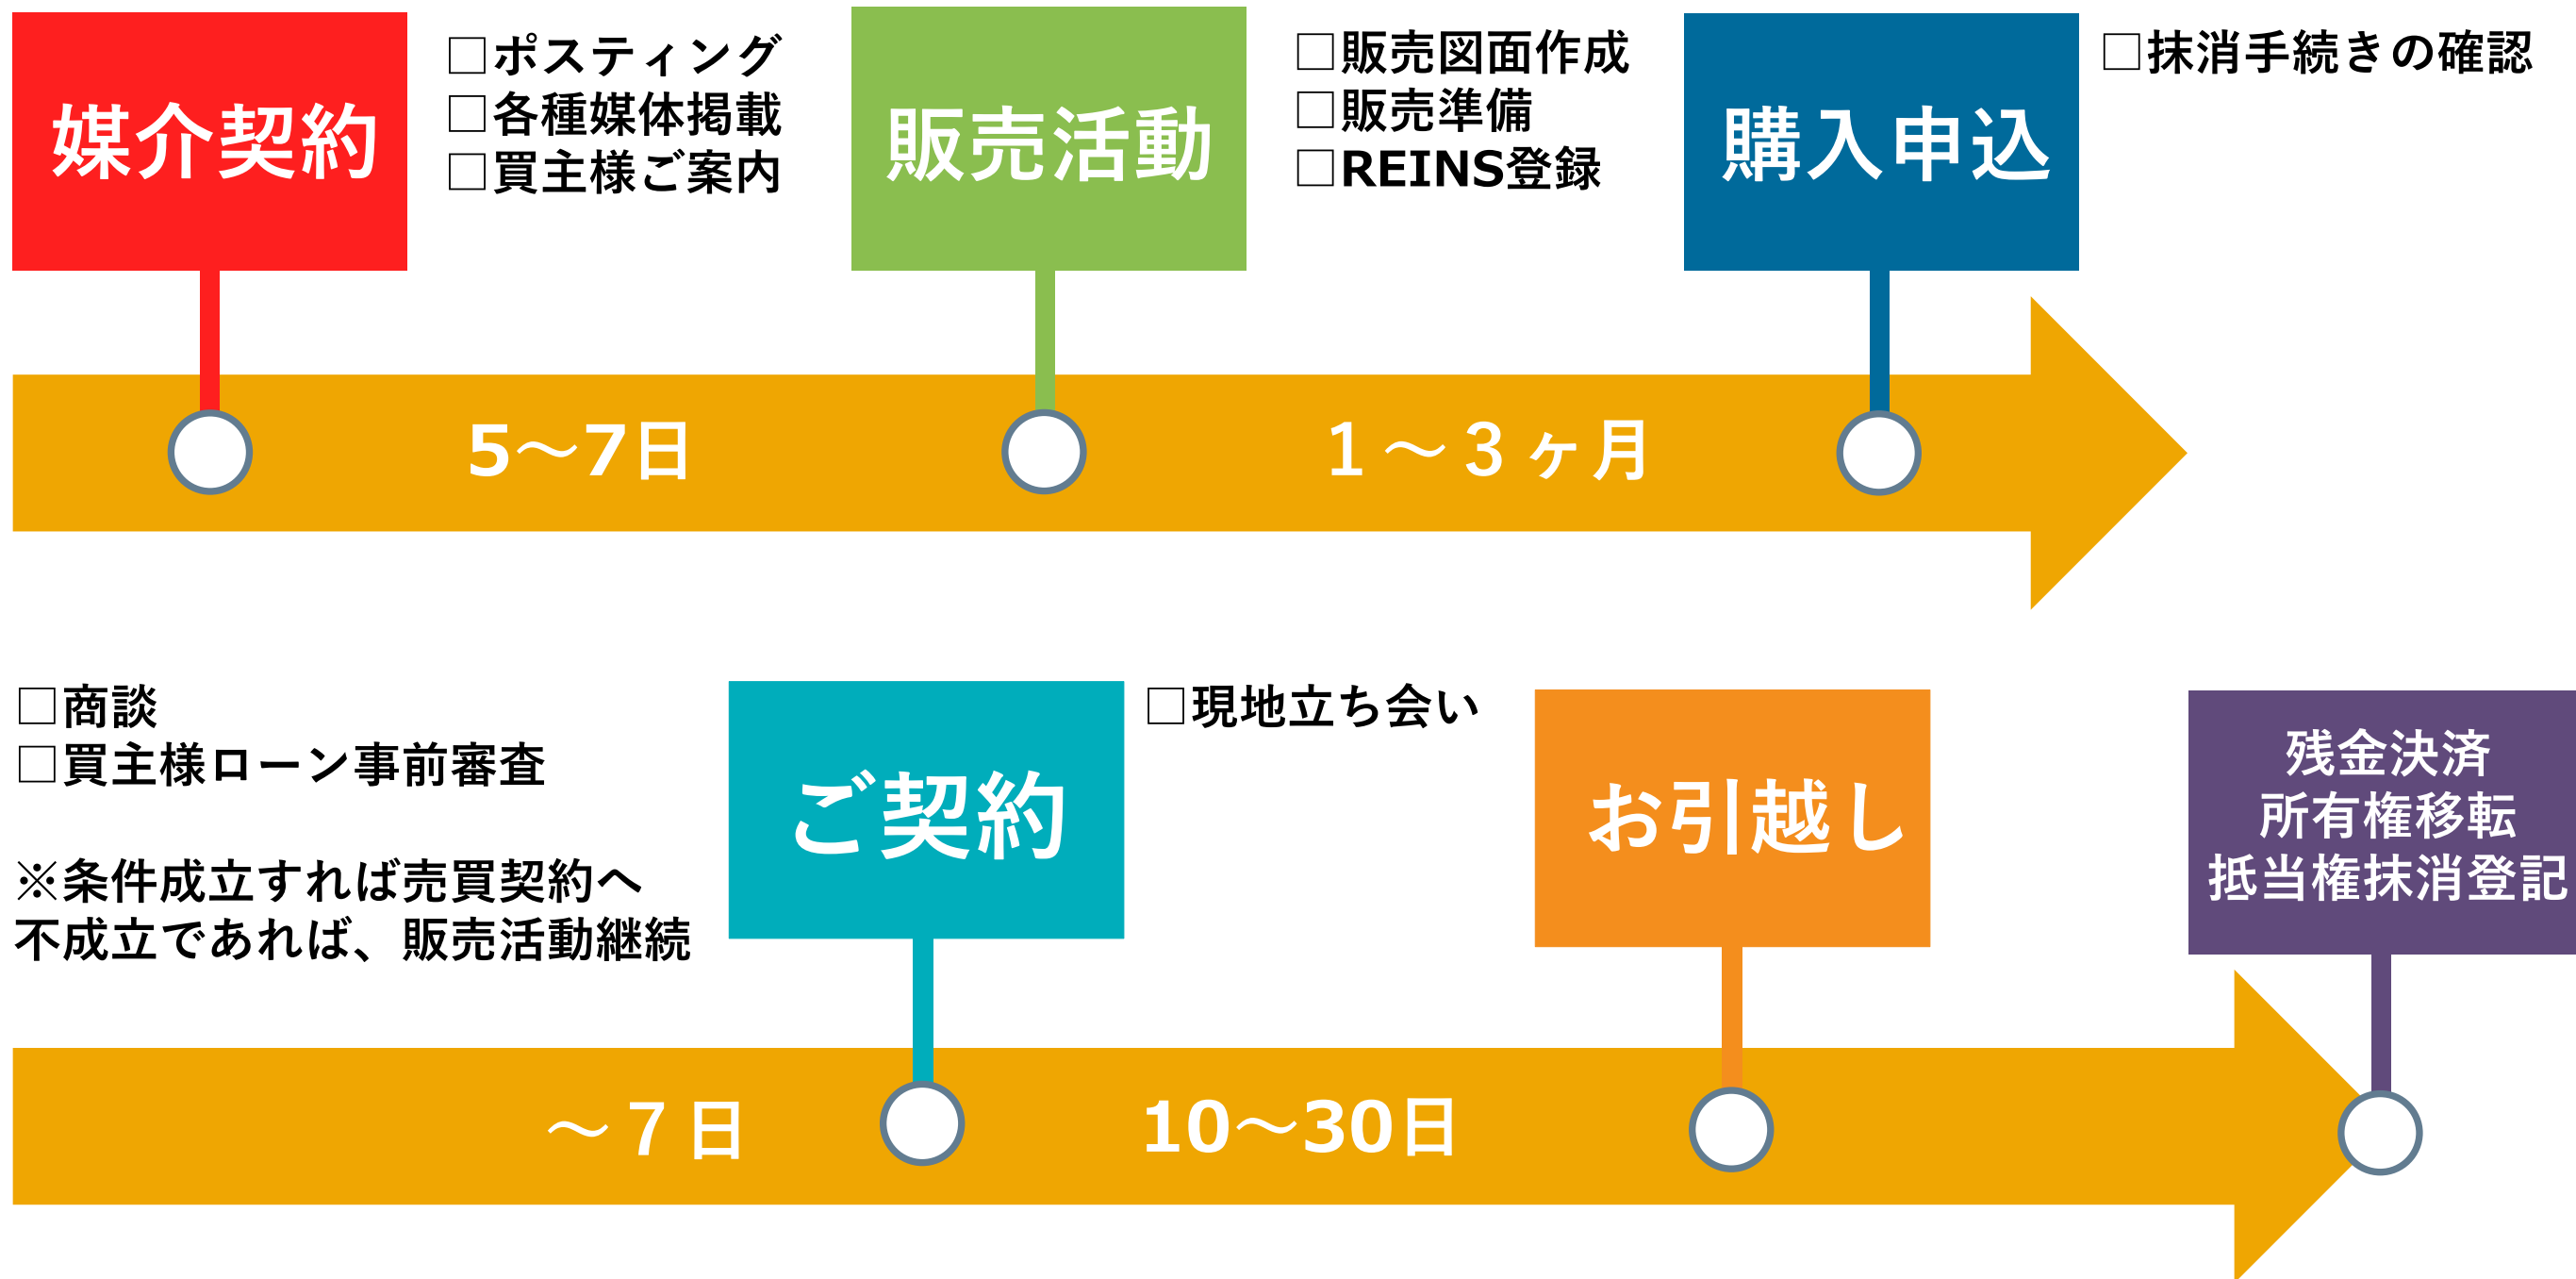 媒介契約
□ポスティング
□各種媒体掲載
□買主様ご案内
販売活動
□販売図面作成
□販売準備
□REINS登録
購入申込
□抹消手続きの確認
5～7日
１～３ヶ月
□商談
□買主様ローン事前審査
※条件成立すれば売買契約へ
不成立であれば、販売活動継続
ご契約
□現地立ち会い
お引越し
残金決済
所有権移転
抵当権抹消登記
～７日
10～30日